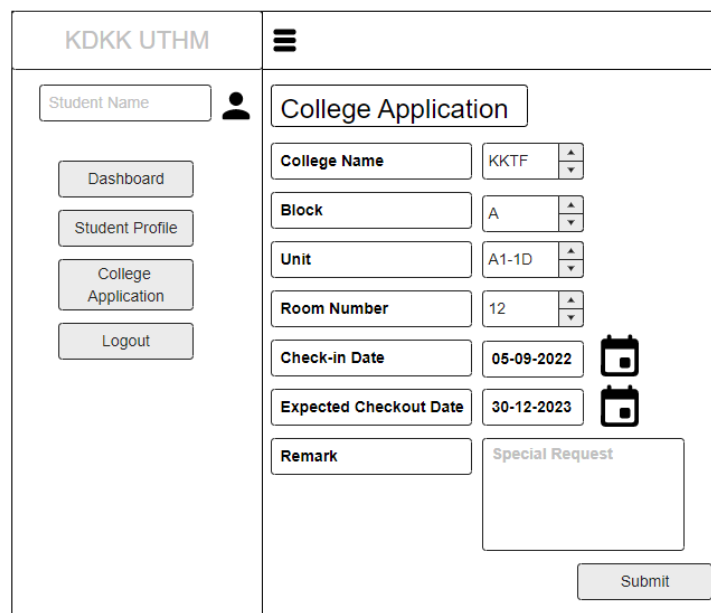 KDKK UTHM
Student Name
Dashboard
Student Profile
College
Application
Logout
College Application
College Name KKTF
Block A
Unit A1-1D
Room Number 12
Check-in Date 05-09-2022
Expected Checkout Date 30-12-2023
Remark Special Request
Submit